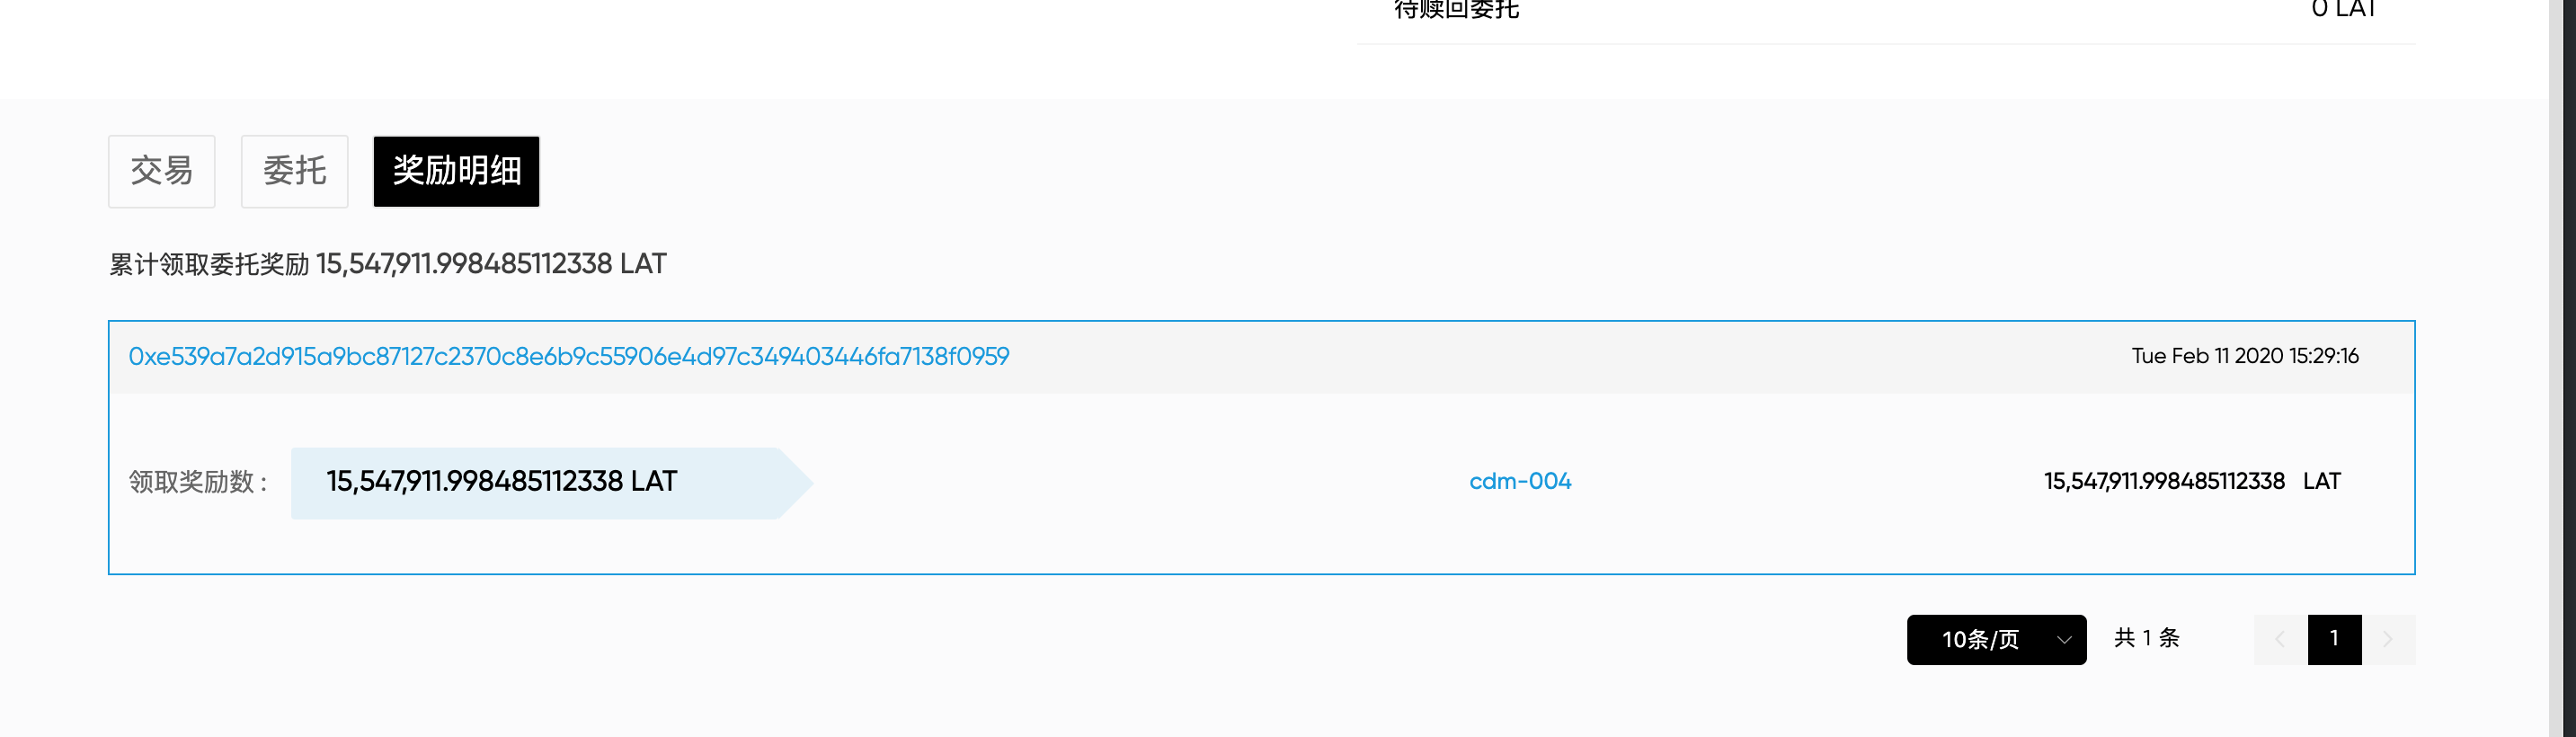 待赎回委托 0 LAT
交易 委托 奖励明细
累计领取委托奖励 15,547,911.998485112338 LAT
0xe539a7a2d915a9bc87127c2370c8e6b9c55906e4d97c349403446fa7138f0959 Tue Feb 11 2020 15:29:16
领取奖励数 : 15,547,911.998485112338 LAT cdm-004 15,547,911.998485112338 LAT
10条/页 共 1 条 1